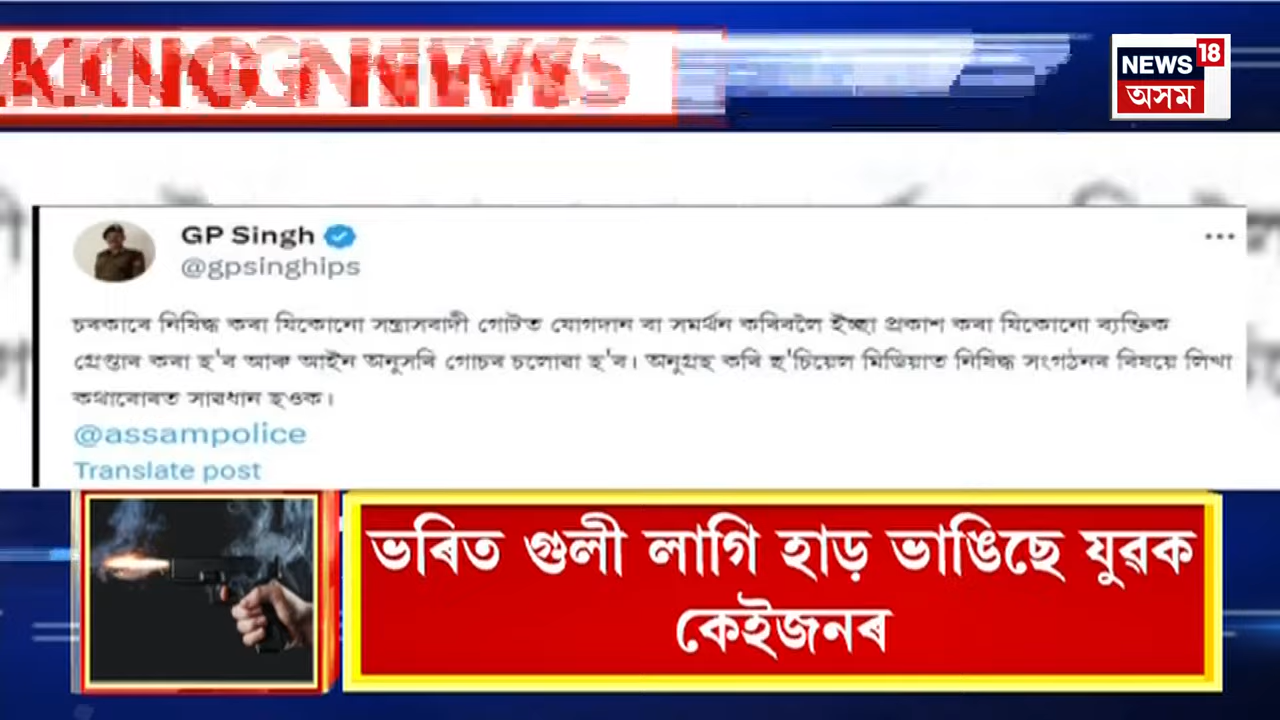 NEWS 18
অসম
GP Singh
@gpsinghips
চৰকাৰে নিষিদ্ধ কৰা যিকোনো সন্ত্ৰাসবাদী গোটত যোগদান বা সমৰ্থন কৰিবলৈ ইচ্ছা প্ৰকাশ কৰা যিকোনো ব্যক্তিক
গ্ৰেপ্তাৰ কৰা হ'ব আৰু আইন অনুসৰি গোচৰ চলোৱা হ'ব। অনুগ্ৰহ কৰি ছ'চিয়েল মিডিয়াত নিষিদ্ধ সংগঠনৰ বিষয়ে লিখা
কথাবোৰত সাৱধান হওক।
@assampolice
Translate post
ভৰিত গুলী লাগি হাড় ভাঙিছে যুৱক
কেইজনৰ